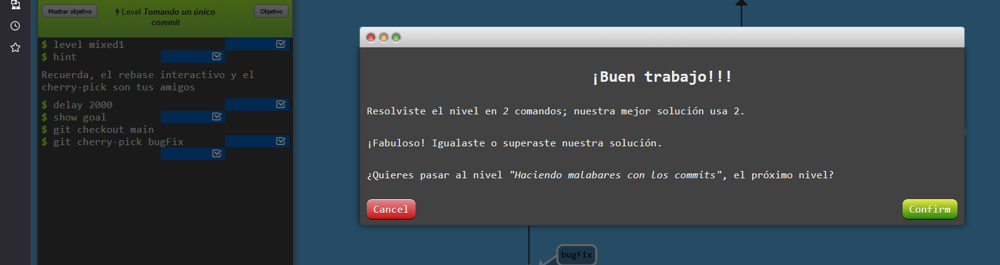 Mostrar objetivo
Level Tomando un único
commit
Objetivo
$ level mixed1
$ hint
Recuerda, el rebase interactivo y el
cherry-pick son tus amigos
$ delay 2000
$ show goal
$ git checkout main
$ git cherry-pick bugFix
¡Buen trabajo!!!
Resolviste el nivel en 2 comandos; nuestra mejor solución usa 2.
¡Fabuloso! Igualaste o superaste nuestra solución.
¿Quieres pasar al nivel "Haciendo malabares con los commits", el próximo nivel?
Cancel
Confirm
bugFix